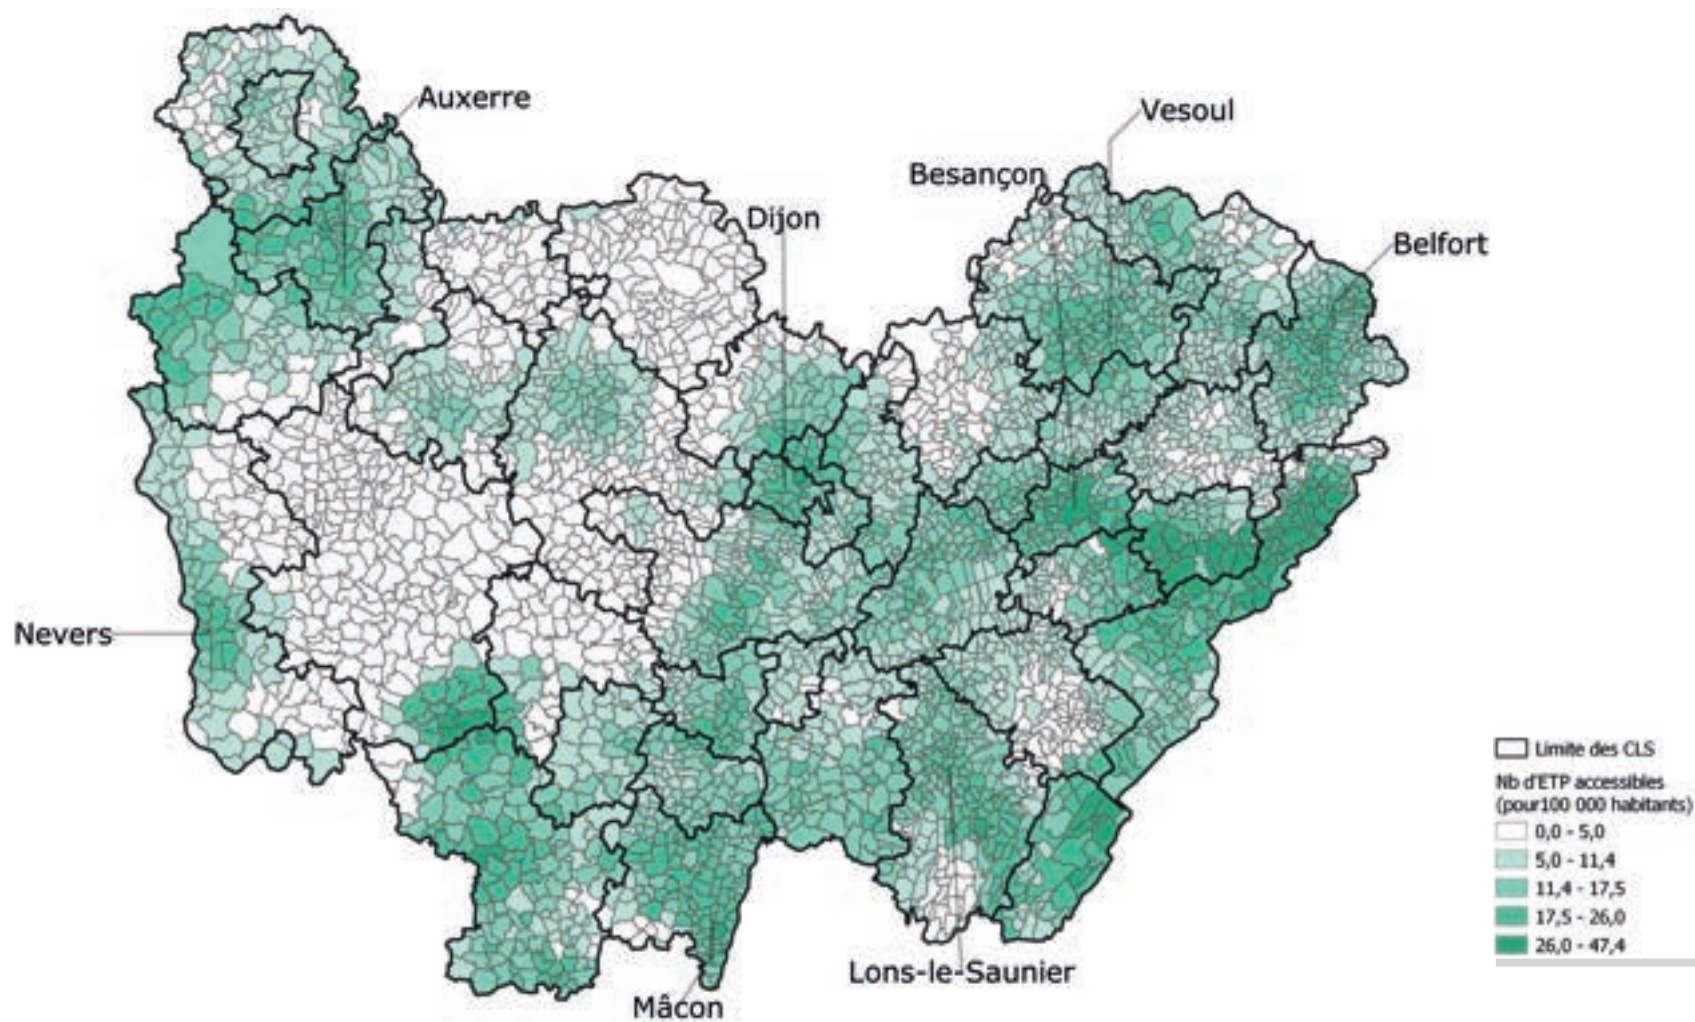 Auxerre
Vesoul
Besançon
Dijon
Belfort
Nevers
Limite des CLS
Nb d'ETP accessibles
(pour100 000 habitants)
0,0 - 5,0
5,0 - 11,4
11,4 - 17,5
17,5 - 26,0
26,0 - 47,4
Lons-le-Saunier
Mâcon